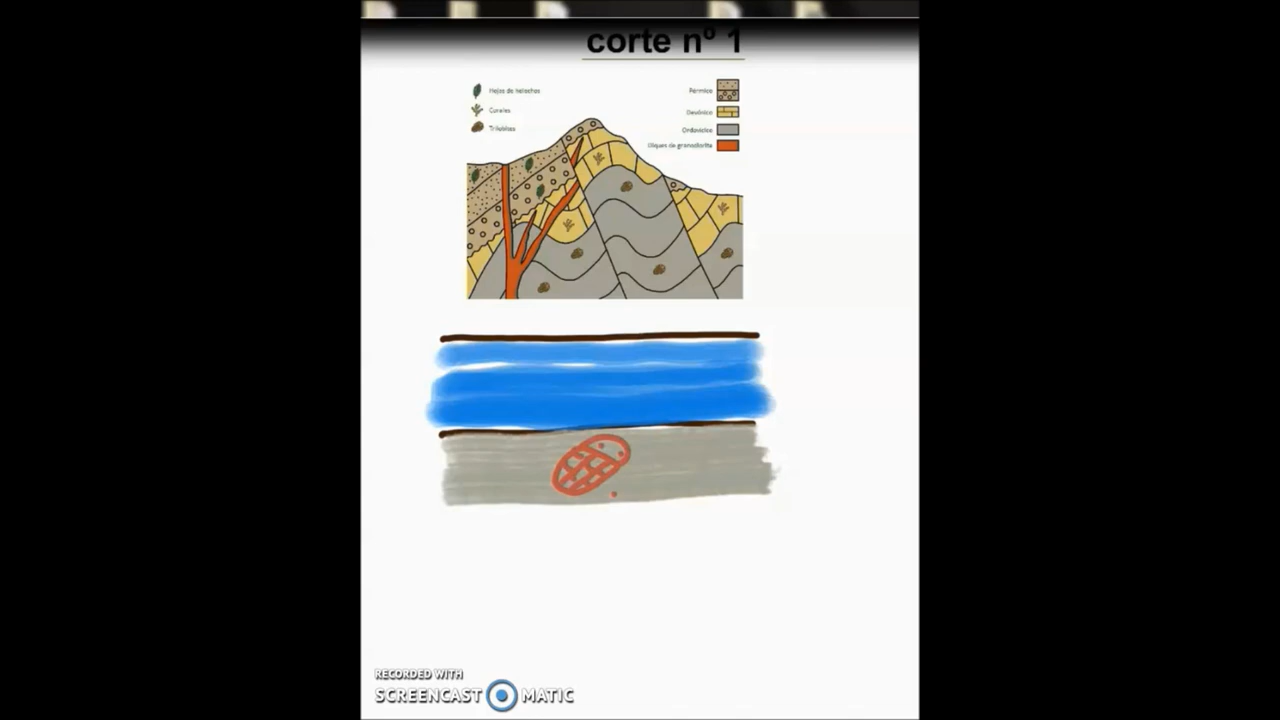 corte nº 1
Hojas de helechos
Corales
Trilobites
Pérmico
Devónico
Ordovícico
Diques de granodiorita
RECORDED WITH
SCREENCAST MATIC